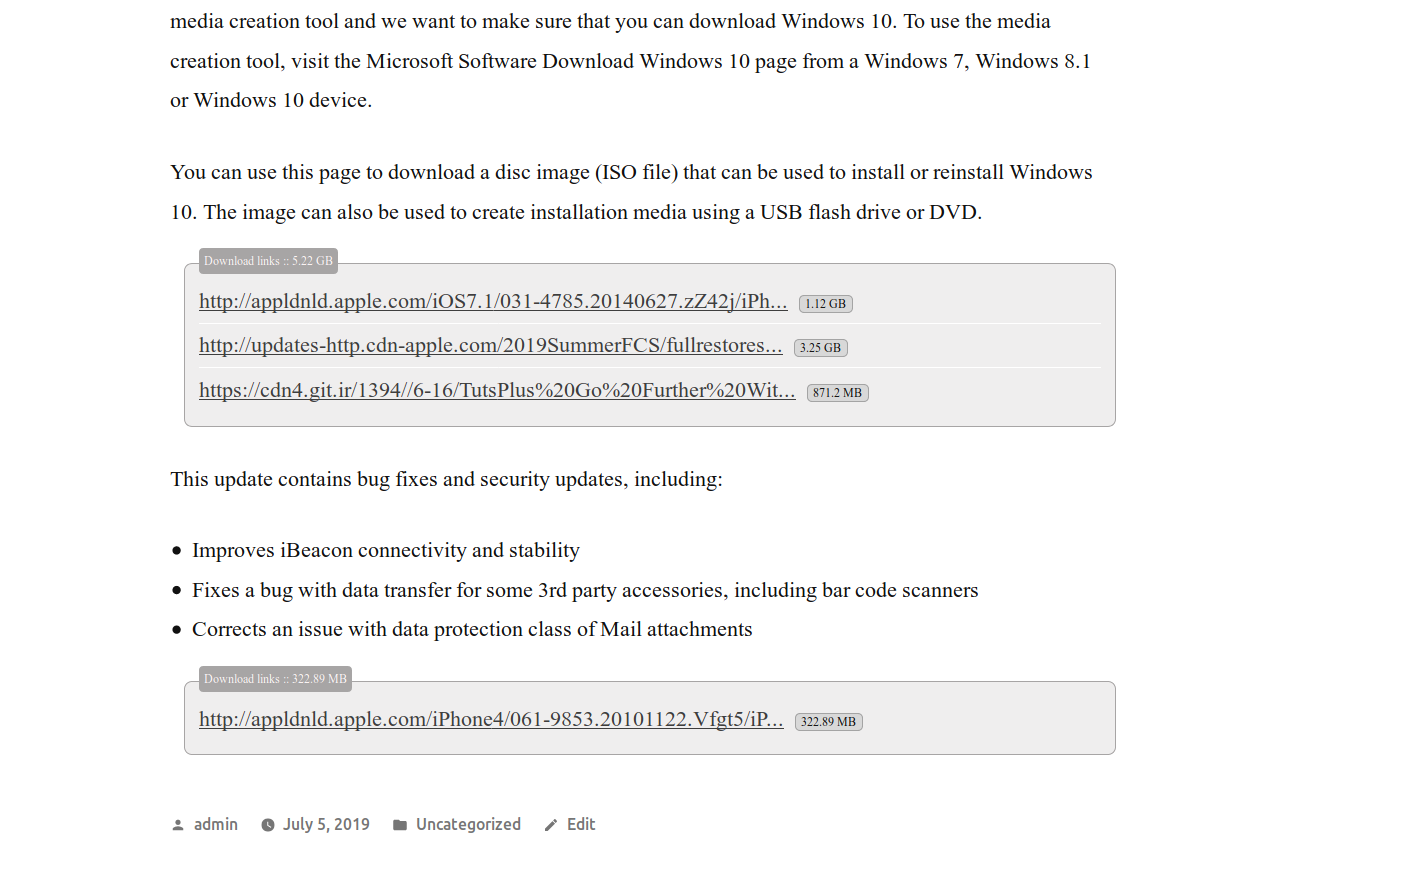 media creation tool and we want to make sure that you can download Windows 10. To use the media
creation tool, visit the Microsoft Software Download Windows 10 page from a Windows 7, Windows 8.1
or Windows 10 device.
You can use this page to download a disc image (ISO file) that can be used to install or reinstall Windows
10. The image can also be used to create installation media using a USB flash drive or DVD.
Download links :: 5.22 GB
http://appldnld.apple.com/iOS7.1/031-4785.20140627.zZ42j/iPh... 1.12 GB
http://updates-http.cdn-apple.com/2019SummerFCS/fullrestores... 3.25 GB
https://cdn4.git.ir/1394//6-16/TutsPlus%20Go%20Further%20Wit... 871.2 MB
This update contains bug fixes and security updates, including:
● Improves iBeacon connectivity and stability
● Fixes a bug with data transfer for some 3rd party accessories, including bar code scanners
● Corrects an issue with data protection class of Mail attachments
Download links :: 322.89 MB
http://appldnld.apple.com/iPhone4/061-9853.20101122.Vfgt5/iP... 322.89 MB
admin July 5, 2019 Uncategorized Edit